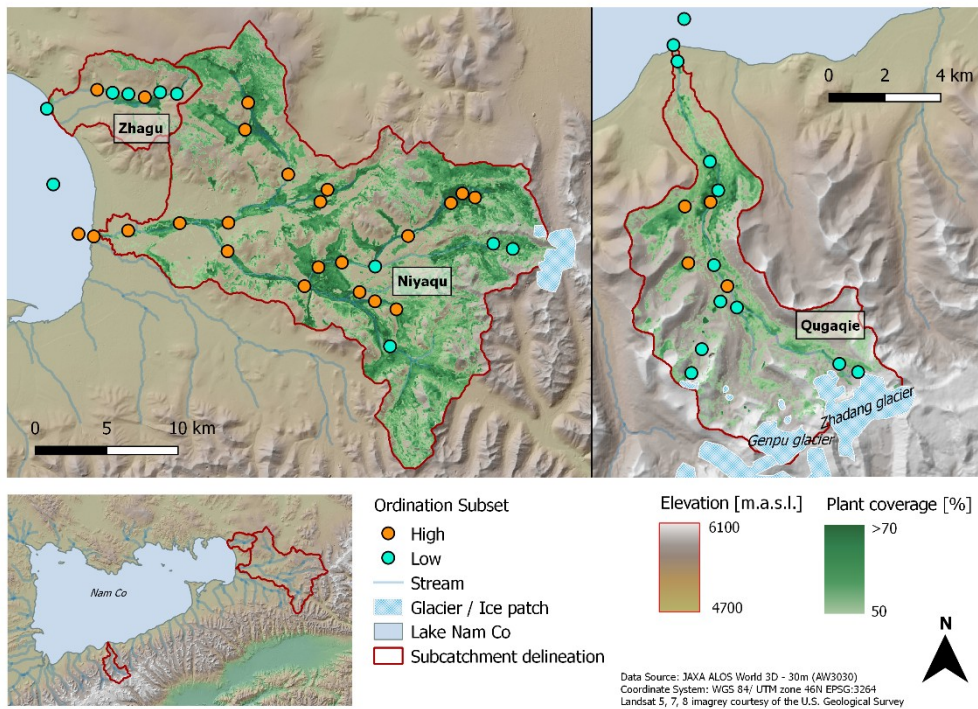 Zhagu
Niyaqu
0 5 10 km
0 2 4 km
Qugaqie
Zhadang glacier
Genpu glacier
Nam Co
Ordination Subset
High
Low
Stream
Glacier / Ice patch
Lake Nam Co
Subcatchment delineation
Elevation [m.a.s.l.]
6100
4700
Plant coverage [%]
>70
50
N
Data Source: JAXA ALOS World 3D - 30m (AW3030)
Coordinate System: WGS 84/ UTM zone 46N EPSG:3264
Landsat 5, 7, 8 imagrey courtesy of the U.S. Geological Survey